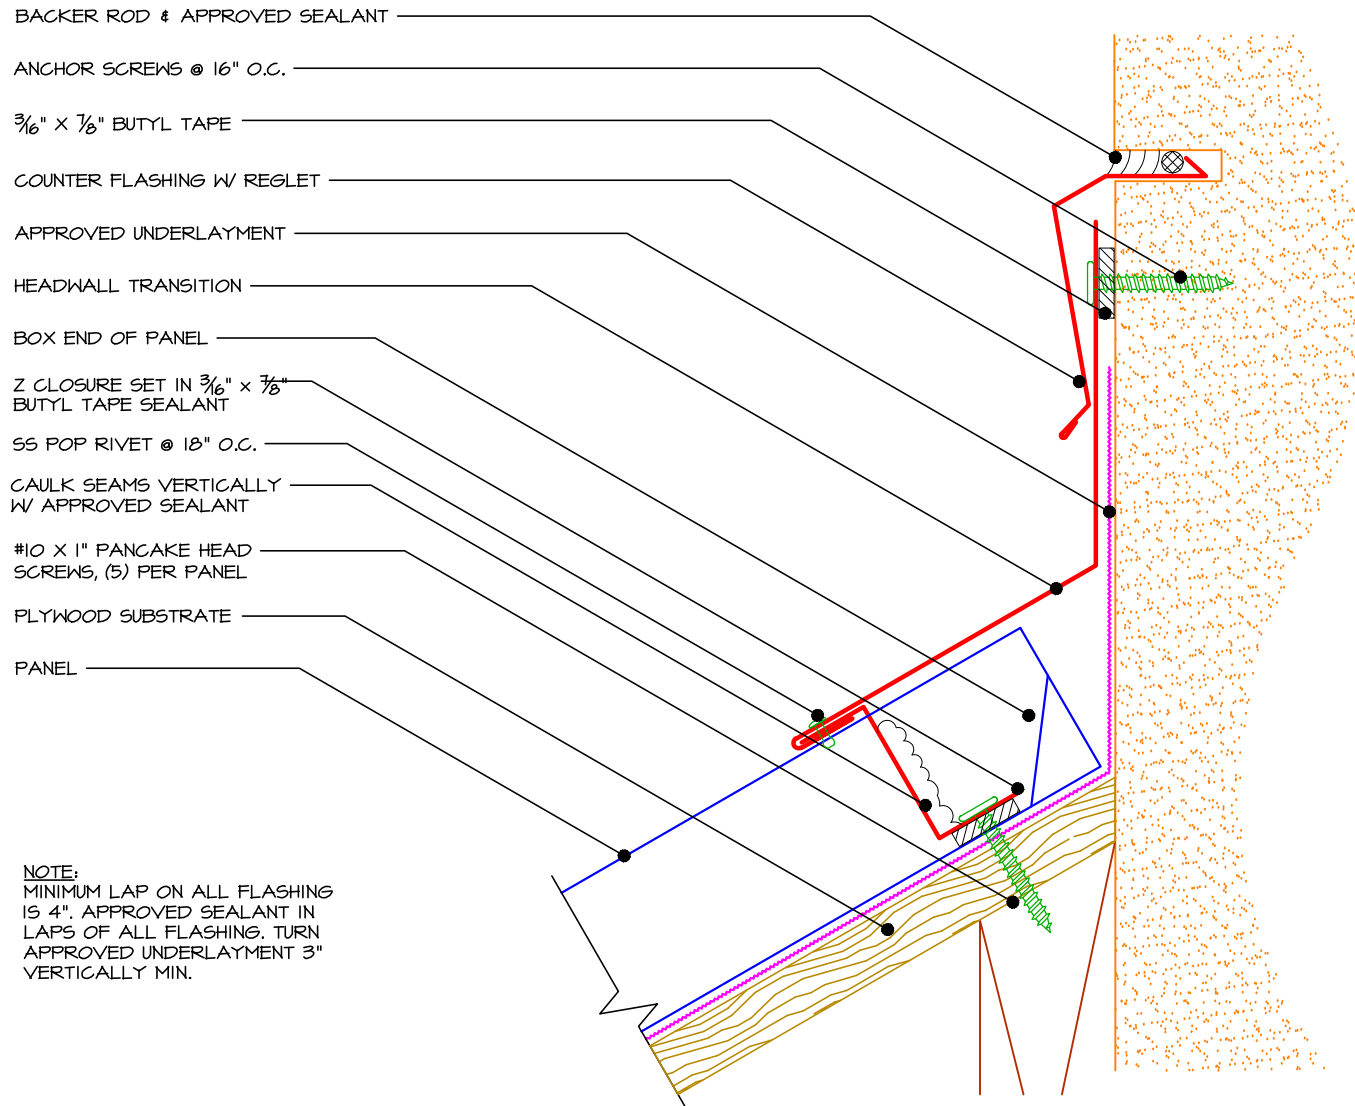 BACKER ROD & APPROVED SEALANT
ANCHOR SCREWS @ 16" O.C.
3/16" X 7/8" BUTYL TAPE
COUNTER FLASHING W/ REGLET
APPROVED UNDERLAYMENT
HEADWALL TRANSITION
BOX END OF PANEL
Z CLOSURE SET IN 3/16" x 7/8"
BUTYL TAPE SEALANT
SS POP RIVET @ 18" O.C.
CAULK SEAMS VERTICALLY
W/ APPROVED SEALANT
#10 X 1" PANCAKE HEAD
SCREWS, (5) PER PANEL
PLYWOOD SUBSTRATE
PANEL
NOTE:
MINIMUM LAP ON ALL FLASHING
IS 4". APPROVED SEALANT IN
LAPS OF ALL FLASHING. TURN
APPROVED UNDERLAYMENT 3"
VERTICALLY MIN.